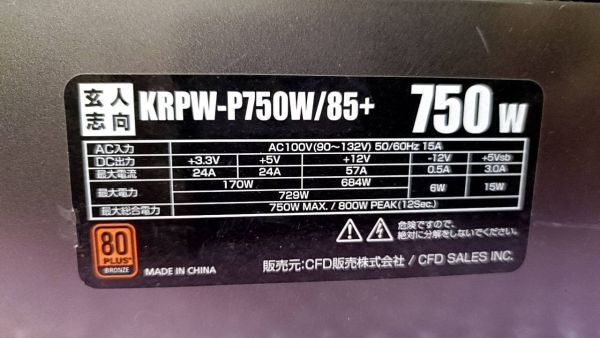 玄人
志向
KRPW-P750W/85+ 750W
AC入力 AC100V(90～132V) 50/60Hz 15A
DC出力 +3.3V +5V +12V -12V +5Vsb
最大電流 24A 24A 57A 0.5A 3.0A
最大電力 170W 684W 6W 15W
729W
最大総合電力 750W MAX. / 800W PEAK(12Sec.)
危険ですので、
絶対に分解をしないでください。
80
PLUS
BRONZE
MADE IN CHINA
販売元:CFD販売株式会社 / CFD SALES INC.